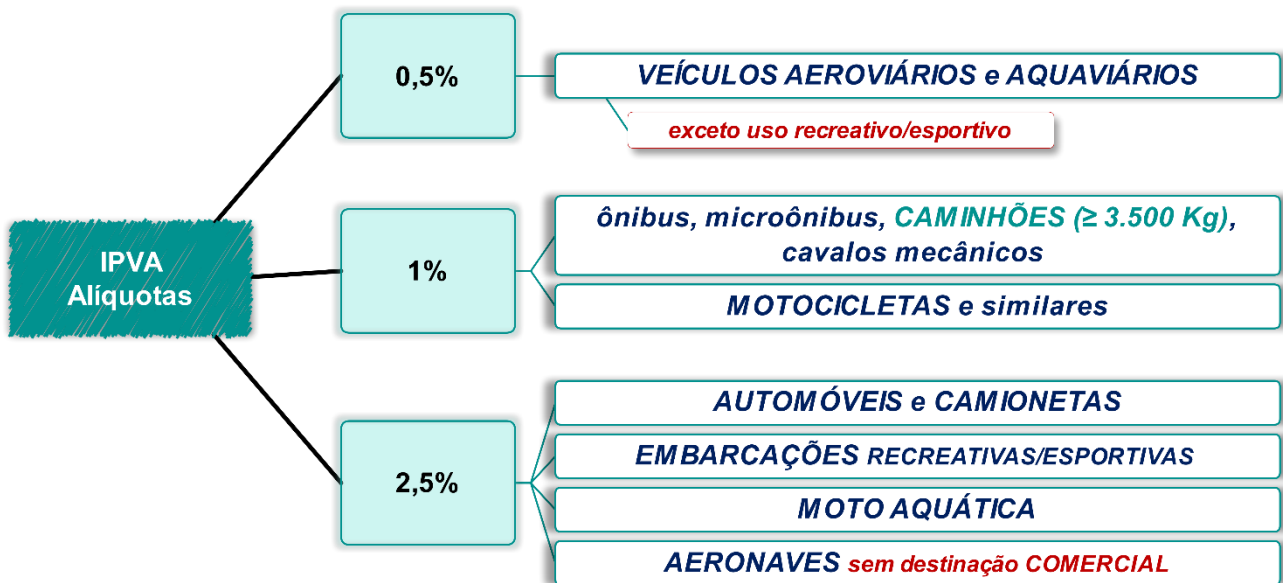 IPVA
Alíquotas
0,5%
VEÍCULOS AEROVIÁRIOS e AQUAVIÁRIOS
exceto uso recreativo/esportivo
1%
ônibus, microônibus, CAMINHÕES (≥ 3.500 Kg),
cavalos mecânicos
MOTOCICLETAS e similares
2,5%
AUTOMÓVEIS e CAMIONETAS
EMBARCAÇÕES RECREATIVAS/ESPORTIVAS
MOTO AQUÁTICA
AERONAVES sem destinação COMERCIAL